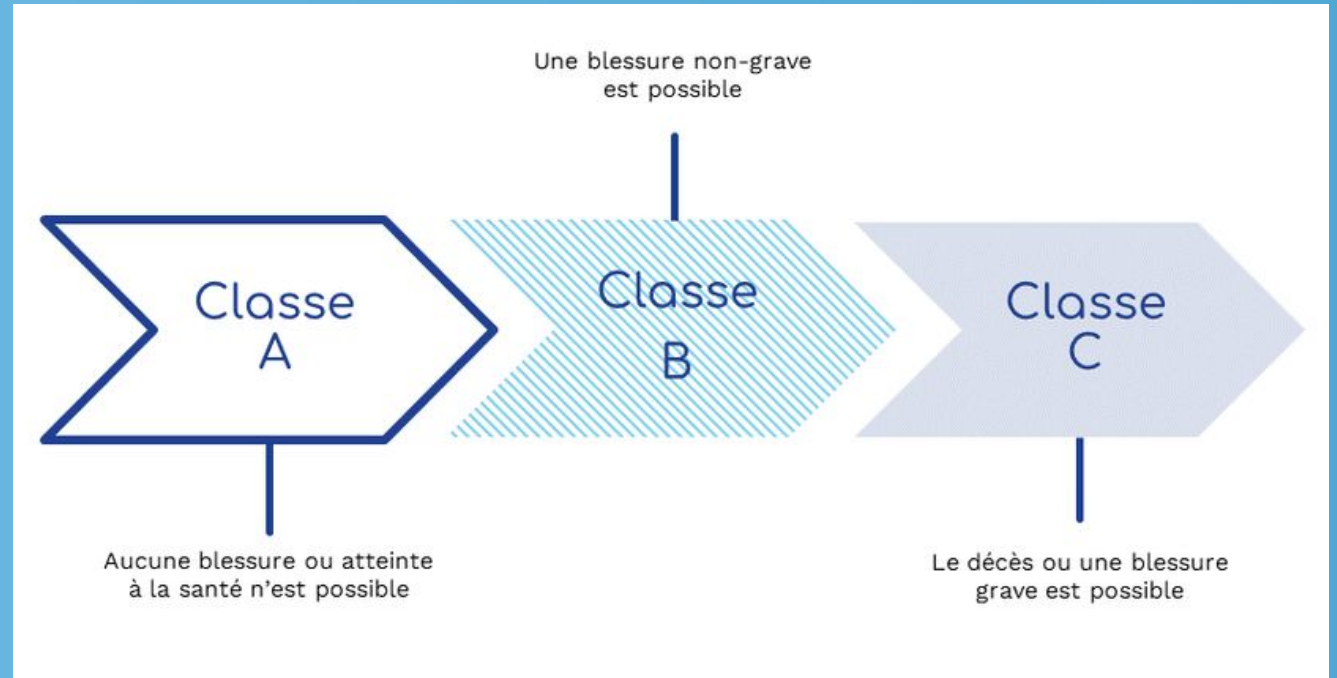 Une blessure non-grave
est possible
Classe
A
Classe
B
Classe
C
Aucune blessure ou atteinte
à la santé n'est possible
Le décès ou une blessure
grave est possible